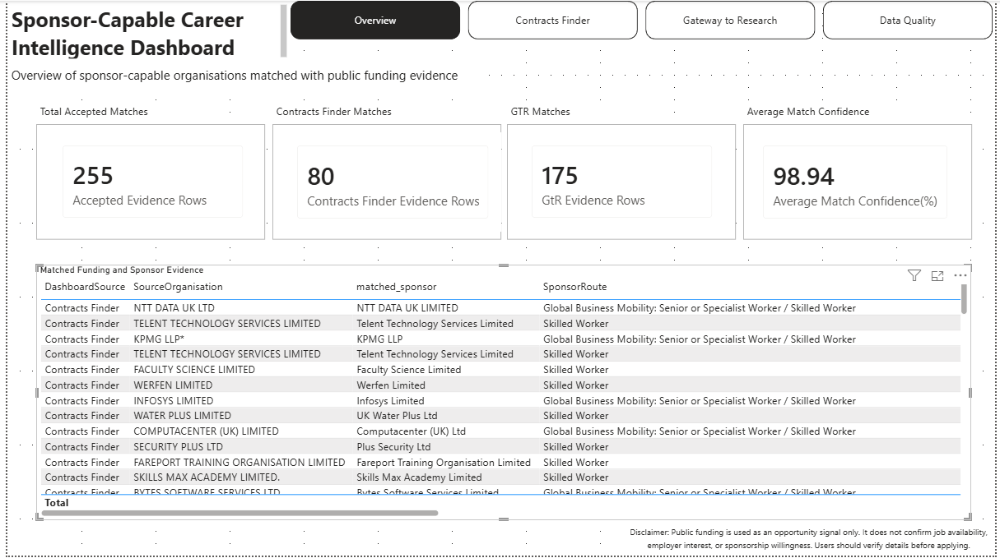 Sponsor-Capable Career
Intelligence Dashboard
Overview
Contracts Finder
Gateway to Research
Data Quality
Overview of sponsor-capable organisations matched with public funding evidence
Total Accepted Matches
Contracts Finder Matches
GTR Matches
Average Match Confidence
255
Accepted Evidence Rows
80
Contracts Finder Evidence Rows
175
GtR Evidence Rows
98.94
Average Match Confidence(%)
Matched Funding and Sponsor Evidence
DashboardSource SourceOrganisation matched_sponsor SponsorRoute
Contracts Finder NTT DATA UK LTD NTT DATA UK LIMITED Global Business Mobility: Senior or Specialist Worker / Skilled Worker
Contracts Finder TELENT TECHNOLOGY SERVICES LIMITED Telent Technology Services Limited Skilled Worker
Contracts Finder KPMG LLP* KPMG LLP Global Business Mobility: Senior or Specialist Worker / Skilled Worker
Contracts Finder TELENT TECHNOLOGY SERVICES LIMITED Telent Technology Services Limited Skilled Worker
Contracts Finder FACULTY SCIENCE LIMITED Faculty Science Limited Skilled Worker
Contracts Finder WERFEN LIMITED Werfen Limited Skilled Worker
Contracts Finder INFOSYS LIMITED Infosys Limited Global Business Mobility: Senior or Specialist Worker / Skilled Worker
Contracts Finder WATER PLUS LIMITED UK Water Plus Ltd Skilled Worker
Contracts Finder COMPUTACENTER (UK) LIMITED Computacenter (UK) Ltd Global Business Mobility: Senior or Specialist Worker / Skilled Worker
Contracts Finder SECURITY PLUS LTD Plus Security Ltd Skilled Worker
Contracts Finder FAREPORT TRAINING ORGANISATION LIMITED Fareport Training Organisation Limited Skilled Worker
Contracts Finder SKILLS MAX ACADEMY LIMITED. Skills Max Academy Limited Skilled Worker
Contracts Finder BYTES SOFTWARE SERVICES LTD Bytes Software Services Limited Global Business Mobility: Senior or Specialist Worker / Skilled Worker
Total
Disclaimer: Public funding is used as an opportunity signal only. It does not confirm job availability,
employer interest, or sponsorship willingness. Users should verify details before applying.